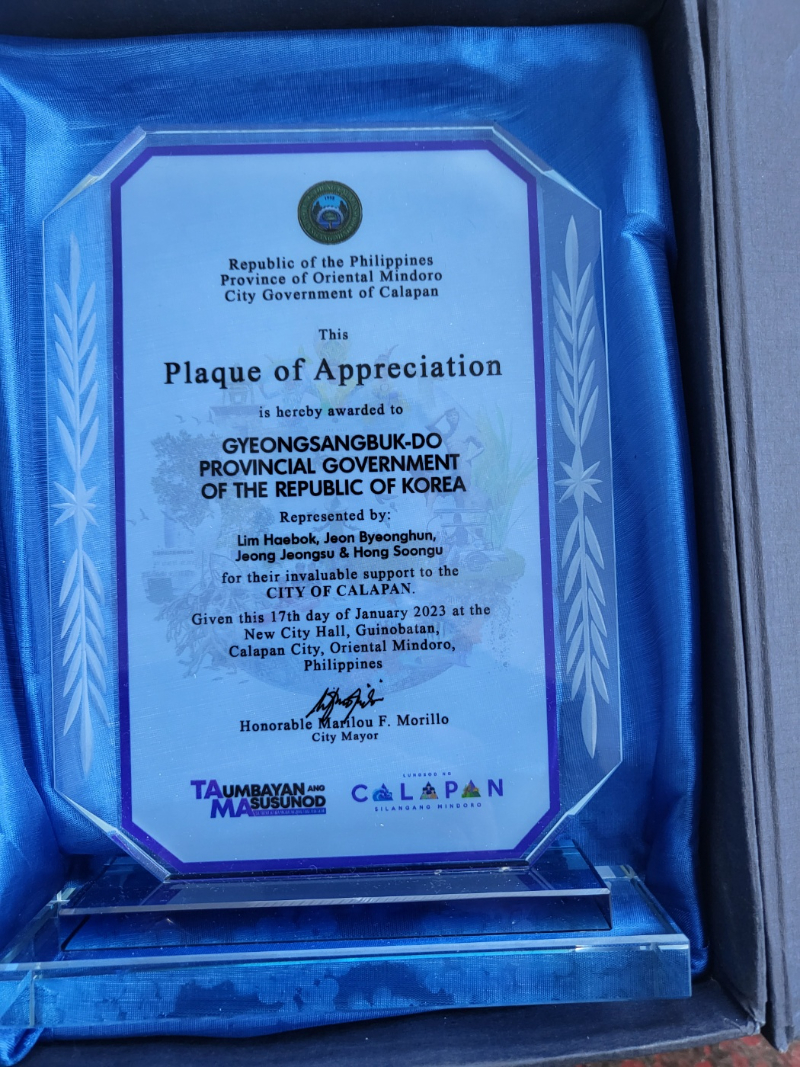 Republic of the Philippines
Province of Oriental Mindoro
City Government of Calapan
This
Plaque of Appreciation
is hereby awarded to
GYEONGSANGBUK-DO
PROVINCIAL GOVERNMENT
OF THE REPUBLIC OF KOREA
Represented by:
Lim Haebok, Jeon Byeonghun,
Jeong Jeongsu & Hong Soongu
for their invaluable support to the
CITY OF CALAPAN.
Given this 17th day of January 2023 at the
New City Hall, Guinobatan,
Calapan City, Oriental Mindoro,
Philippines
Honorable Marilou F. Morillo
City Mayor
TAUMBAYAN ANG
MASUSUNOD
LUNGSOD NG
CALAPAN
SILANGANG MINDORO